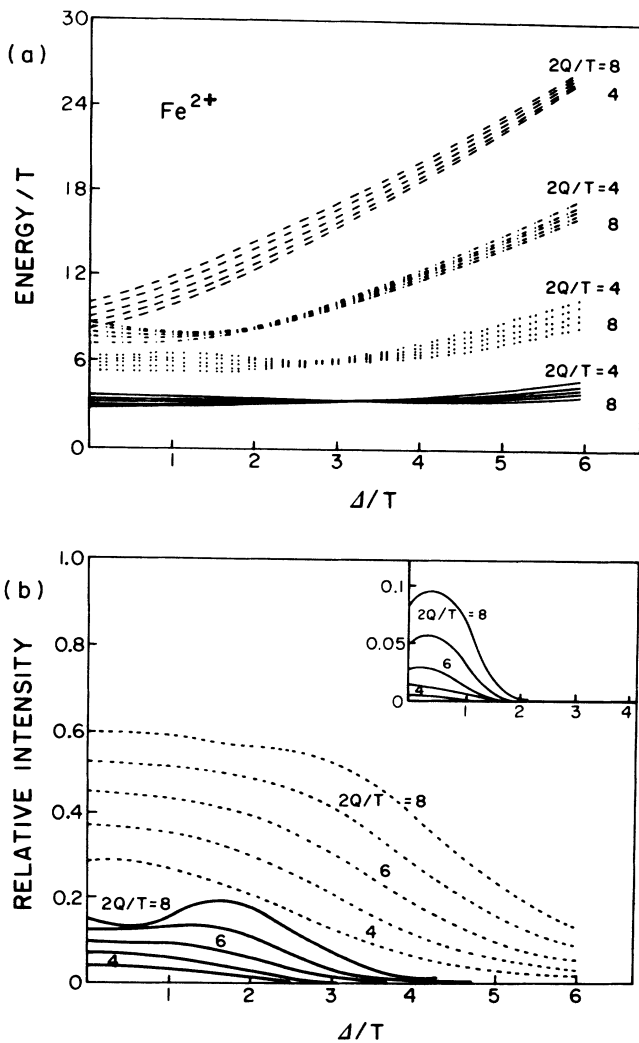 (a)
Fe2+
ENERGY/T
30
24
18
12
6
0
2Q/T=8
4
2Q/T=4
8
2Q/T=4
8
2Q/T=4
8
1 2 3 4 5 6
Δ/T
(b)
RELATIVE INTENSITY
1.0
0.8
0.6
0.4
0.2
0
0.1
0.05
0
2Q/T=8
6
4
1 2 3 4
2Q/T=8
6
4
2Q/T=8
6
4
1 2 3 4 5 6
Δ/T